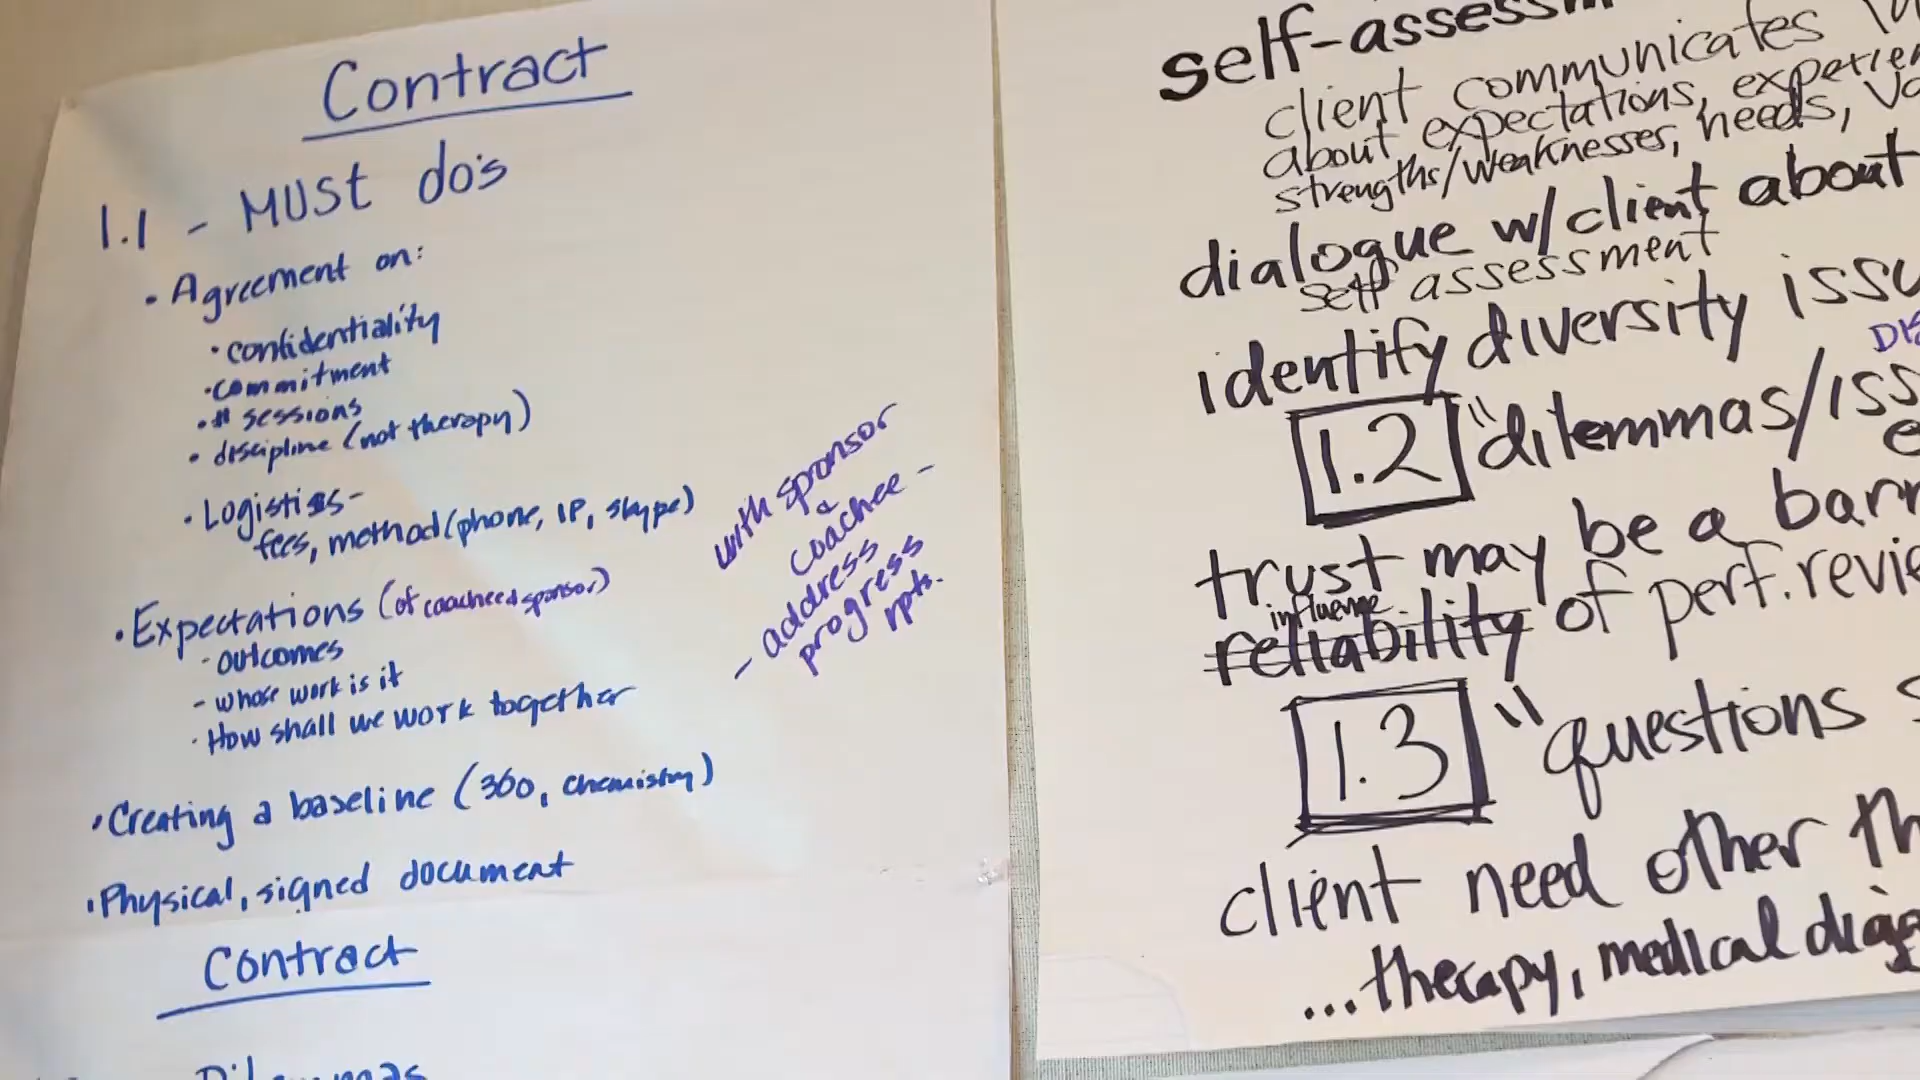 Contract
1.1 - MUST do's
• Agreement on:
• confidentiality
• commitment
• # sessions
• discipline (not therapy)
• Logistics-
fees, method (phone, IP, skype)
• Expectations (of coachee & sponsor)
- outcomes
- whose work is it
• How shall we work together
• Creating a baseline (360, chemistry)
• Physical, signed document
with sponsor
&
coachee -
- address
progress
rpts.
Contract
Dilemmas
self-assessm
client communicates
about expectations, experien
strengths/weaknesses, needs, va
dialogue w/client about
self assessment
identify diversity issu
DIS
1.2 "dilemmas/iss
trust may be a barr
influence
reliability of perf. revie
1.3 "questions
client need other th
...therapy, medical diag